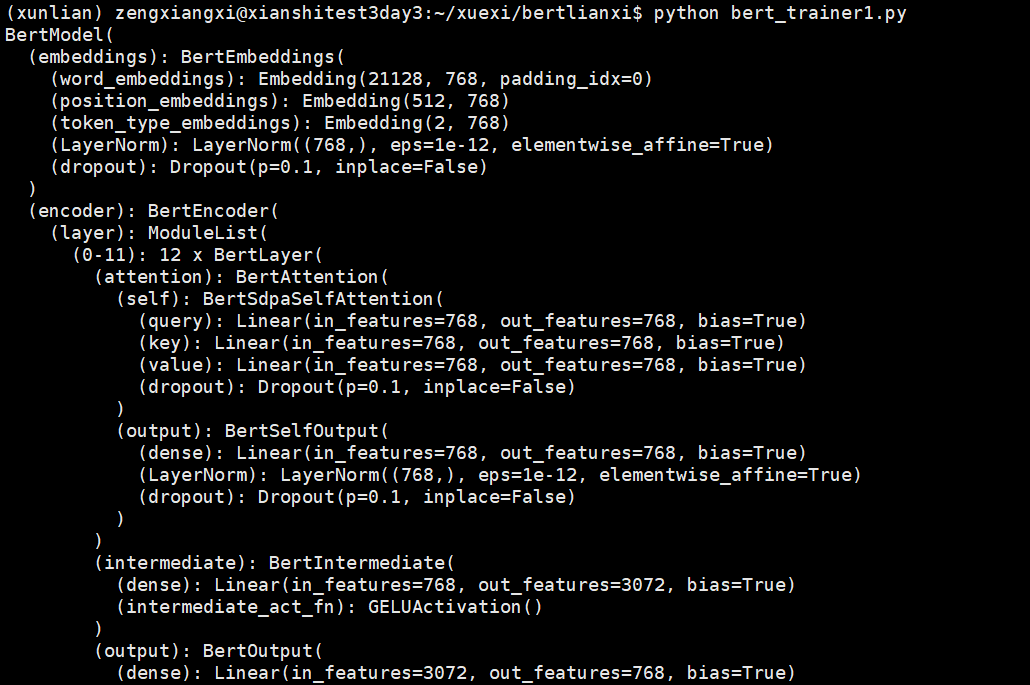 (xunlian) zengxiangxi@xianshitest3day3:~/xuexi/bertlianxi$ python bert_trainer1.py
BertModel(
  (embeddings): BertEmbeddings(
    (word_embeddings): Embedding(21128, 768, padding_idx=0)
    (position_embeddings): Embedding(512, 768)
    (token_type_embeddings): Embedding(2, 768)
    (LayerNorm): LayerNorm((768,), eps=1e-12, elementwise_affine=True)
    (dropout): Dropout(p=0.1, inplace=False)
  )
  (encoder): BertEncoder(
    (layer): ModuleList(
      (0-11): 12 x BertLayer(
        (attention): BertAttention(
          (self): BertSdpaSelfAttention(
            (query): Linear(in_features=768, out_features=768, bias=True)
            (key): Linear(in_features=768, out_features=768, bias=True)
            (value): Linear(in_features=768, out_features=768, bias=True)
            (dropout): Dropout(p=0.1, inplace=False)
          )
          (output): BertSelfOutput(
            (dense): Linear(in_features=768, out_features=768, bias=True)
            (LayerNorm): LayerNorm((768,), eps=1e-12, elementwise_affine=True)
            (dropout): Dropout(p=0.1, inplace=False)
          )
        )
        (intermediate): BertIntermediate(
          (dense): Linear(in_features=768, out_features=3072, bias=True)
          (intermediate_act_fn): GELUActivation()
        )
        (output): BertOutput(
          (dense): Linear(in_features=3072, out_features=768, bias=True)